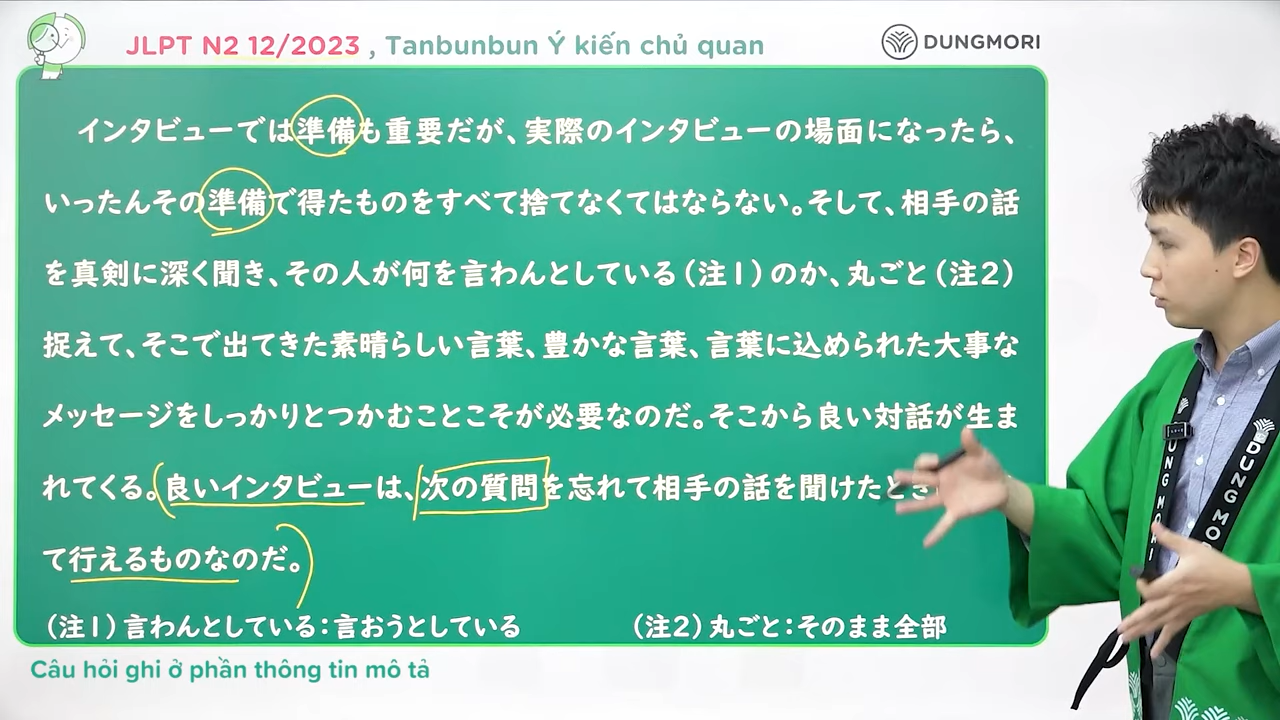 JLPT N2 12/2023 , Tanbunbun Ý kiến chủ quan
DUNGMORI
インタビューでは準備も重要だが、実際のインタビューの場面になったら、
いったんその準備で得たものをすべて捨てなくてはならない。そして、相手の話
を真剣に深く聞き、その人が何を言わんとしている（注１）のか、丸ごと（注２）
捉えて、そこで出てきた素晴らしい言葉、豊かな言葉、言葉に込められた大事な
メッセージをしっかりとつかむことこそが必要なのだ。そこから良い対話が生ま
れてくる。良いインタビューは、次の質問を忘れて相手の話を聞けたとき
て行えるものなのだ。
（注１）言わんとしている：言おうとしている
（注２）丸ごと：そのまま全部
Câu hỏi ghi ở phần thông tin mô tả
DUNG MORI
DUNG MORI